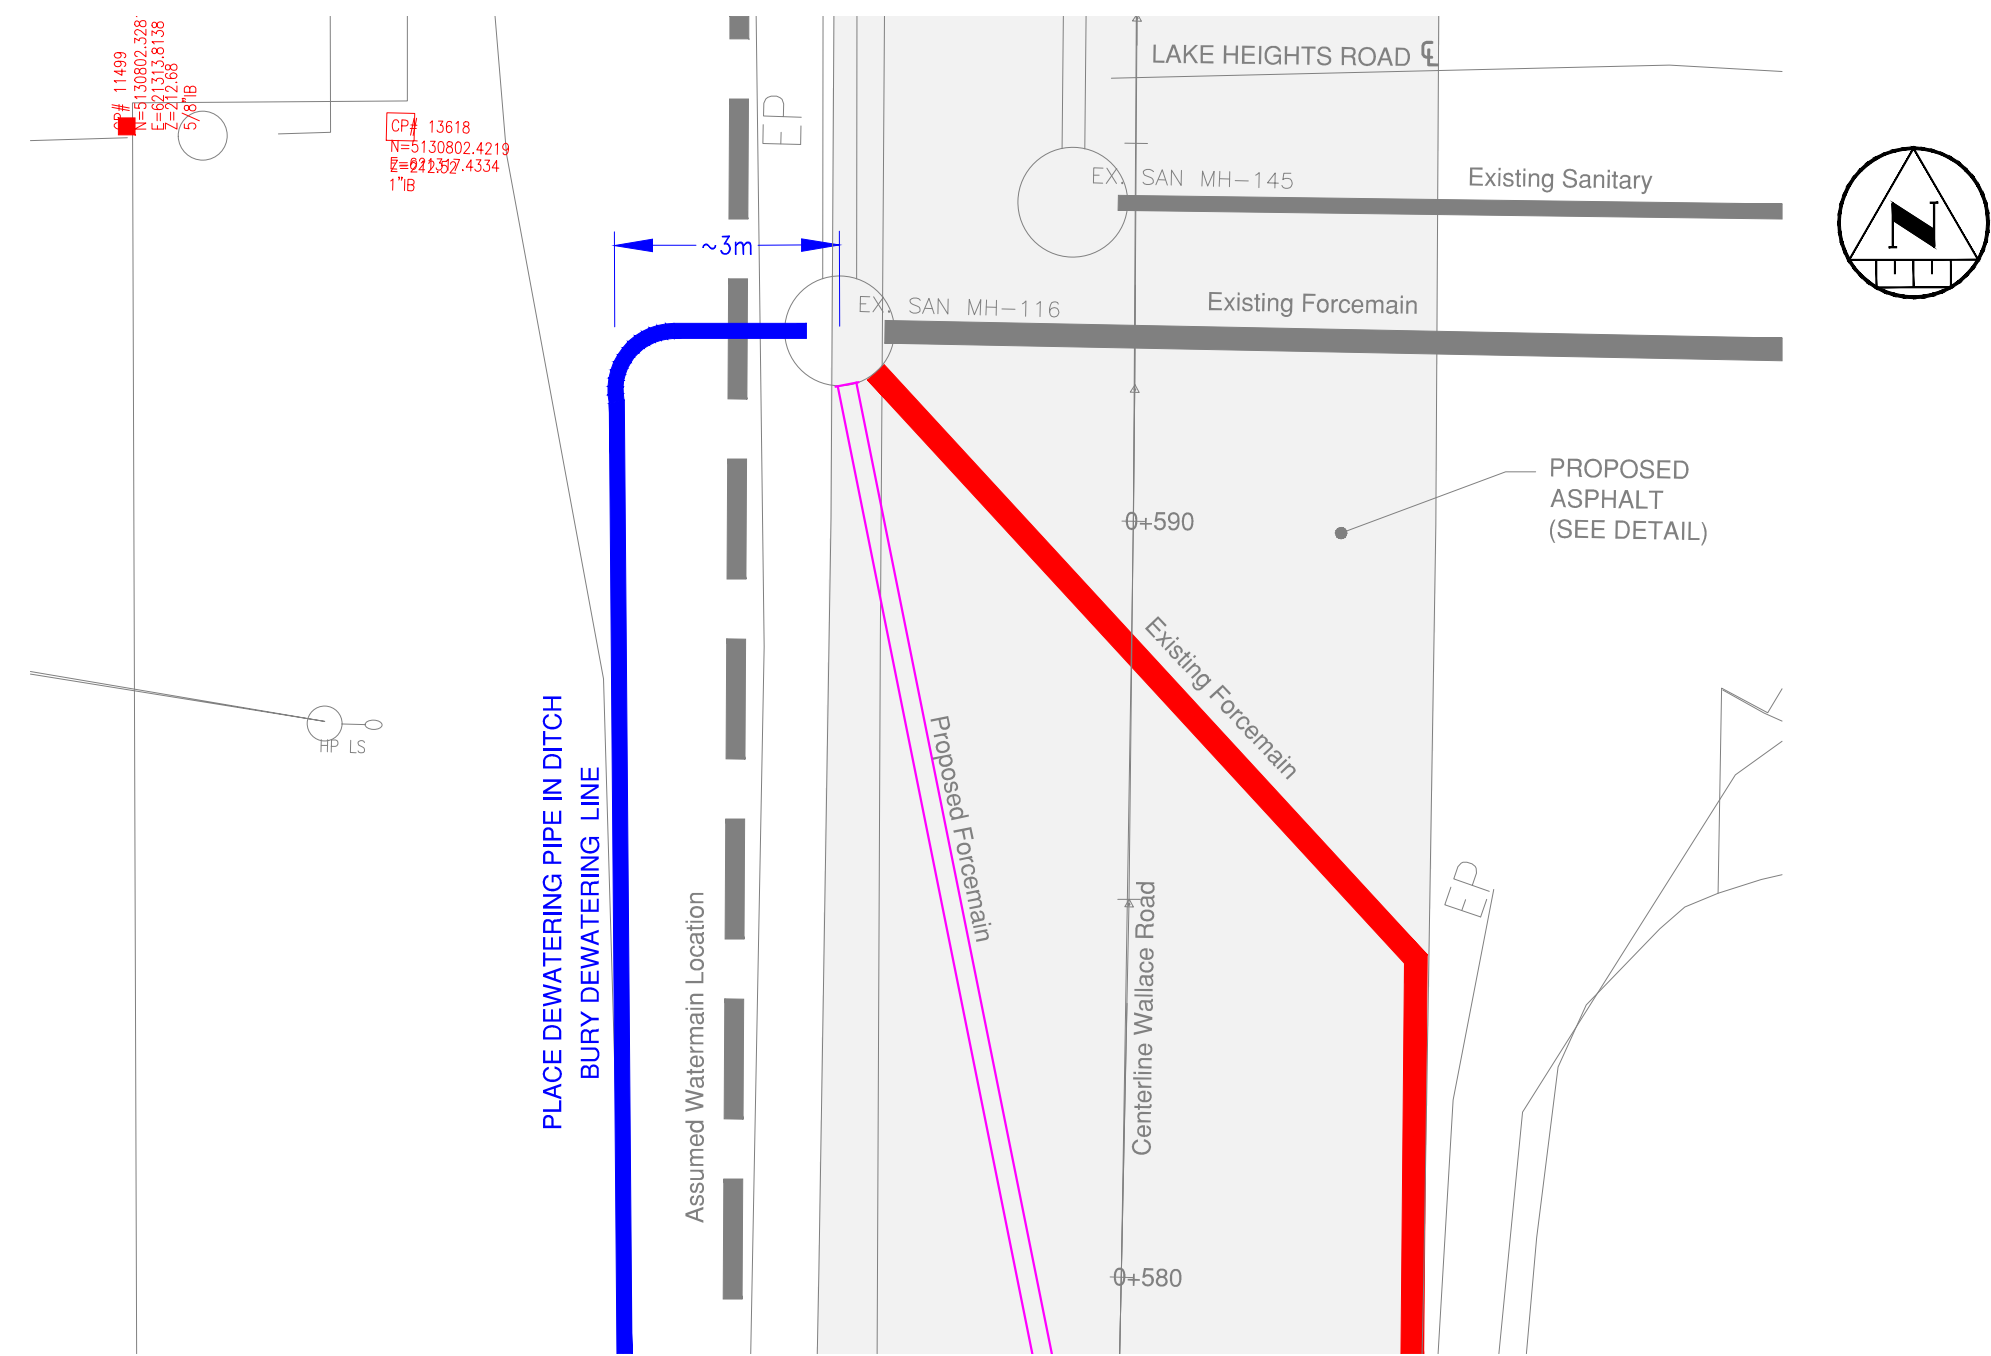 LAKE HEIGHTS ROAD ℄
CP# 11499
N=5130802.328
E=621313.8138
Z=212.68
5/8"IB
CP# 13618
N=5130802.4219
1"IB
EP
EX. SAN MH-145
Existing Sanitary
N
~3m
EX. SAN MH-116
Existing Forcemain
PROPOSED
ASPHALT
(SEE DETAIL)
0+590
Existing Forcemain
Proposed Forcemain
HP LS
PLACE DEWATERING PIPE IN DITCH
BURY DEWATERING LINE
Assumed Watermain Location
Centerline Wallace Road
EP
0+580